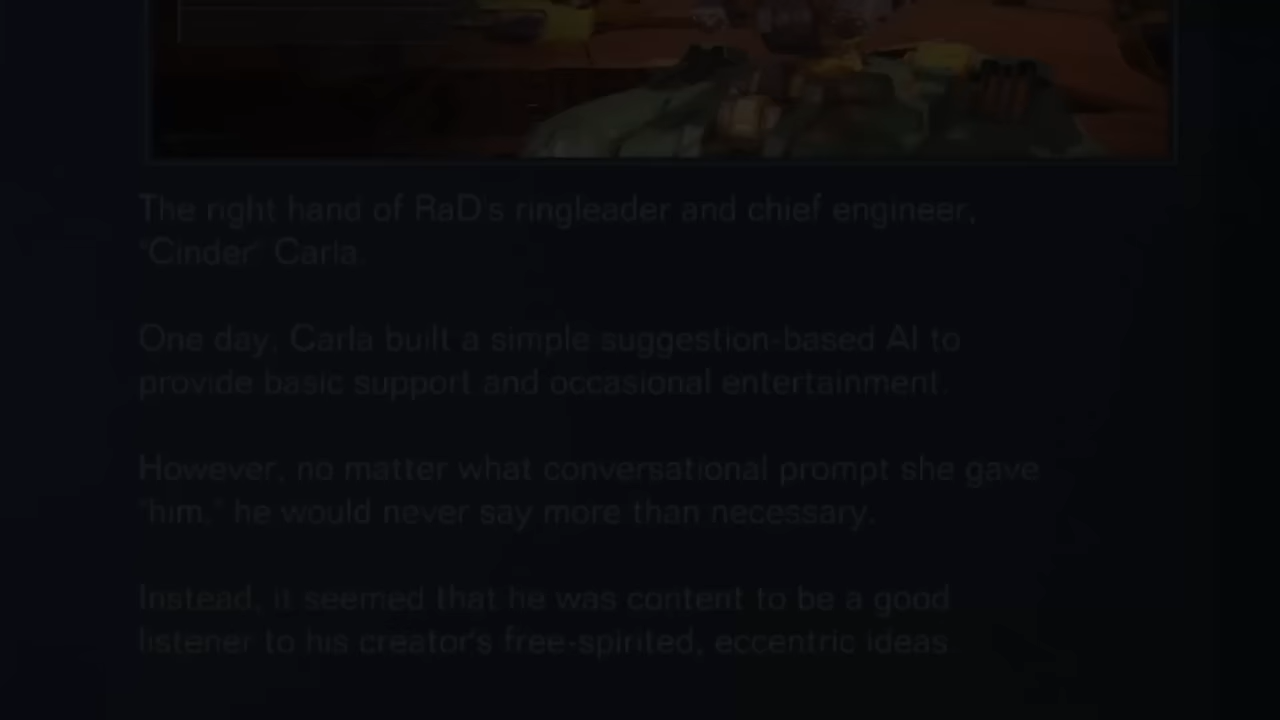 The right hand of RaD's ringleader and chief engineer,
"Cinder" Carla.
One day, Carla built a simple suggestion-based AI to
provide basic support and occasional entertainment.
However, no matter what conversational prompt she gave
"him," he would never say more than necessary.
Instead, it seemed that he was content to be a good
listener to his creator's free-spirited, eccentric ideas.